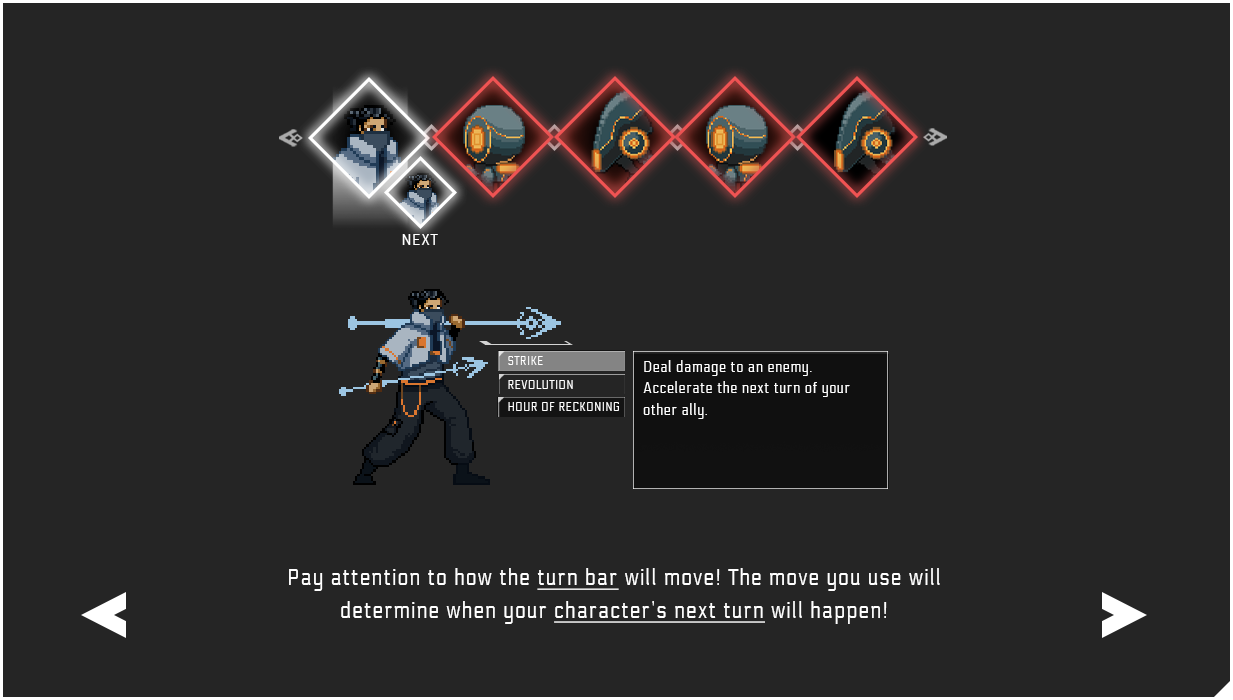 NEXT
STRIKE
REVOLUTION
HOUR OF RECKONING
Deal damage to an enemy.
Accelerate the next turn of your
other ally.
Pay attention to how the turn bar will move! The move you use will
determine when your character's next turn will happen!